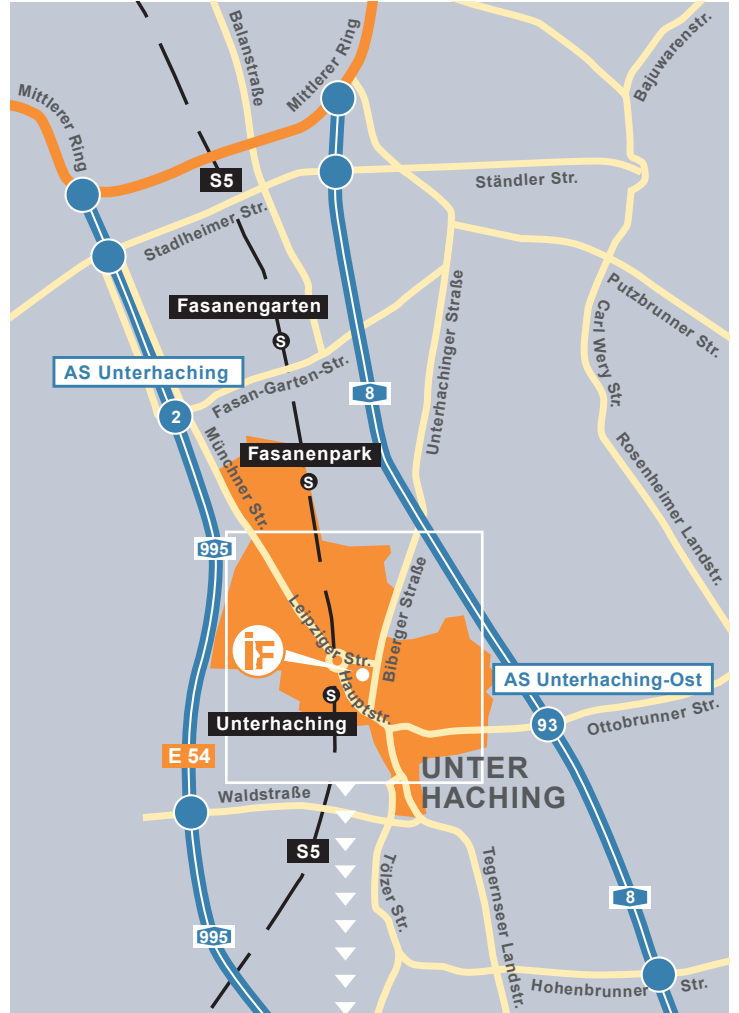 Balanstraße
Mittlerer Ring
Bajuwarenstr.
Mittlerer Ring
S5
Ständler Str.
Stadlheimer Str.
Fasanengarten
Putzbrunner Str.
Unterhachinger Straße
Carl Wery Str.
AS Unterhaching
Fasan-Garten-Str.
8
2
Münchner Str.
Fasanenpark
Rosenheimer Landstr.
S
S
995
Biberger Straße
Leipziger Str.
iF
AS Unterhaching-Ost
Hauptstr.
S
Unterhaching
93
Ottobrunner Str.
E 54
UNTER
HACHING
Waldstraße
S5
Tölzer Str.
Tegernseer Landstr.
8
995
Hohenbrunner Str.